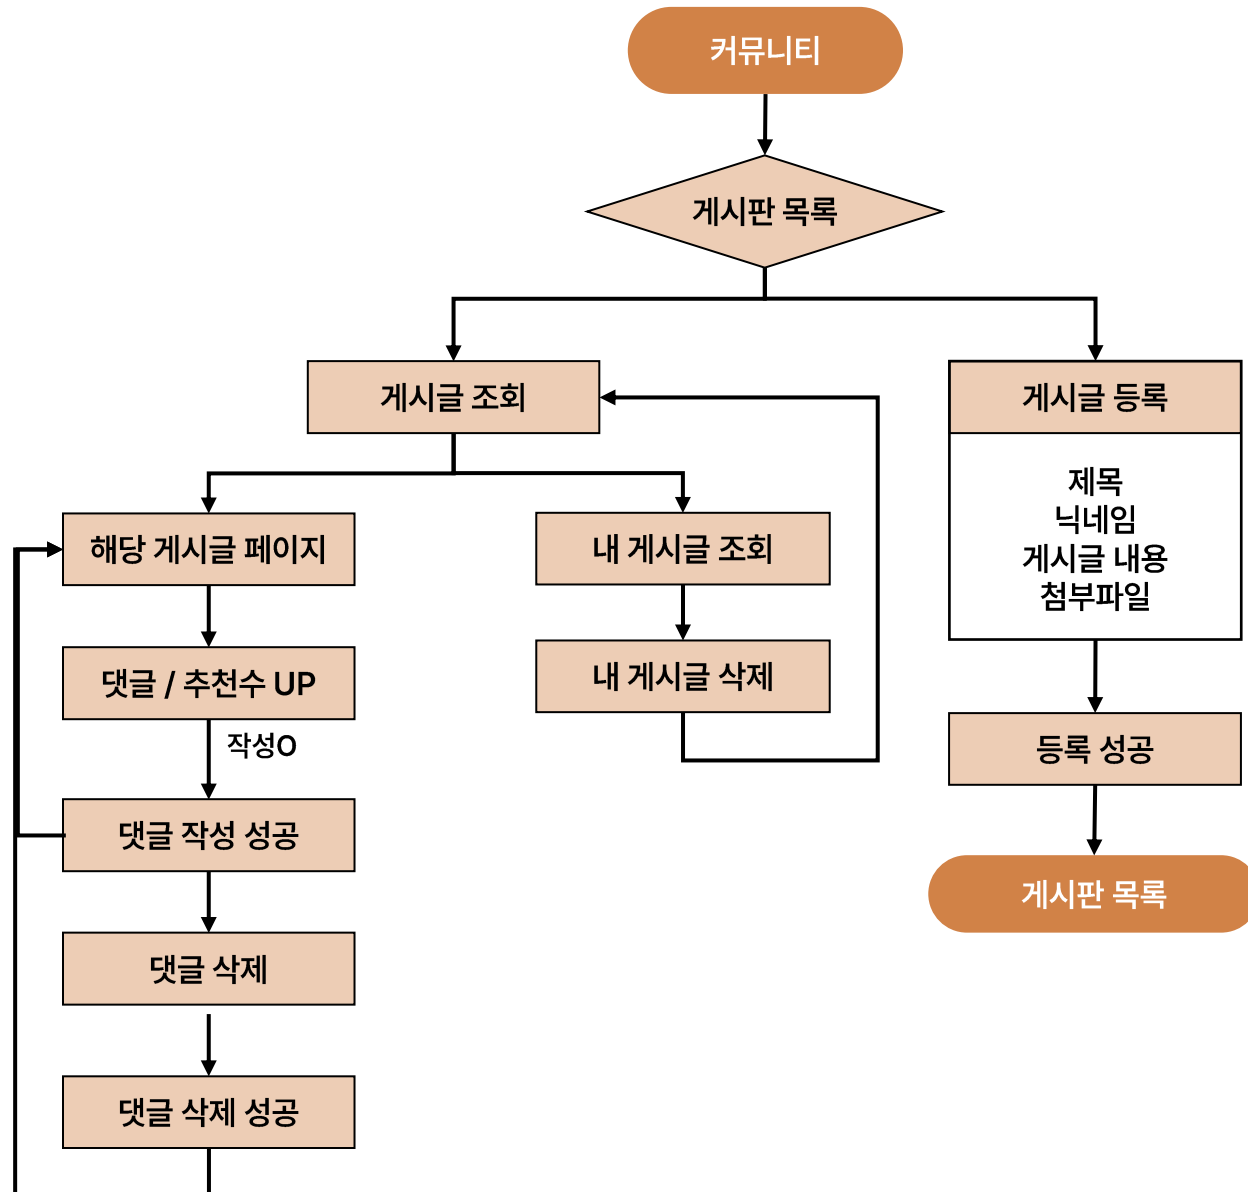 커뮤니티
게시판 목록
게시글 조회
게시글 등록
제목
닉네임
게시글 내용
첨부파일
해당 게시글 페이지
내 게시글 조회
댓글 / 추천수 UP
내 게시글 삭제
작성O
등록 성공
댓글 작성 성공
게시판 목록
댓글 삭제
댓글 삭제 성공